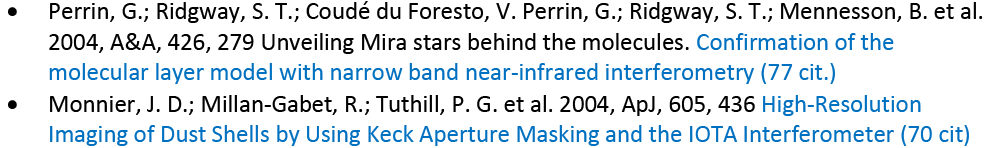 • Perrin, G.; Ridgway, S. T.; Coudé du Foresto, V. Perrin, G.; Ridgway, S. T.; Mennesson, B. et al.
2004, A&A, 426, 279 Unveiling Mira stars behind the molecules. Confirmation of the
molecular layer model with narrow band near-infrared interferometry (77 cit.)
• Monnier, J. D.; Millan-Gabet, R.; Tuthill, P. G. et al. 2004, ApJ, 605, 436 High-Resolution
Imaging of Dust Shells by Using Keck Aperture Masking and the IOTA Interferometer (70 cit)